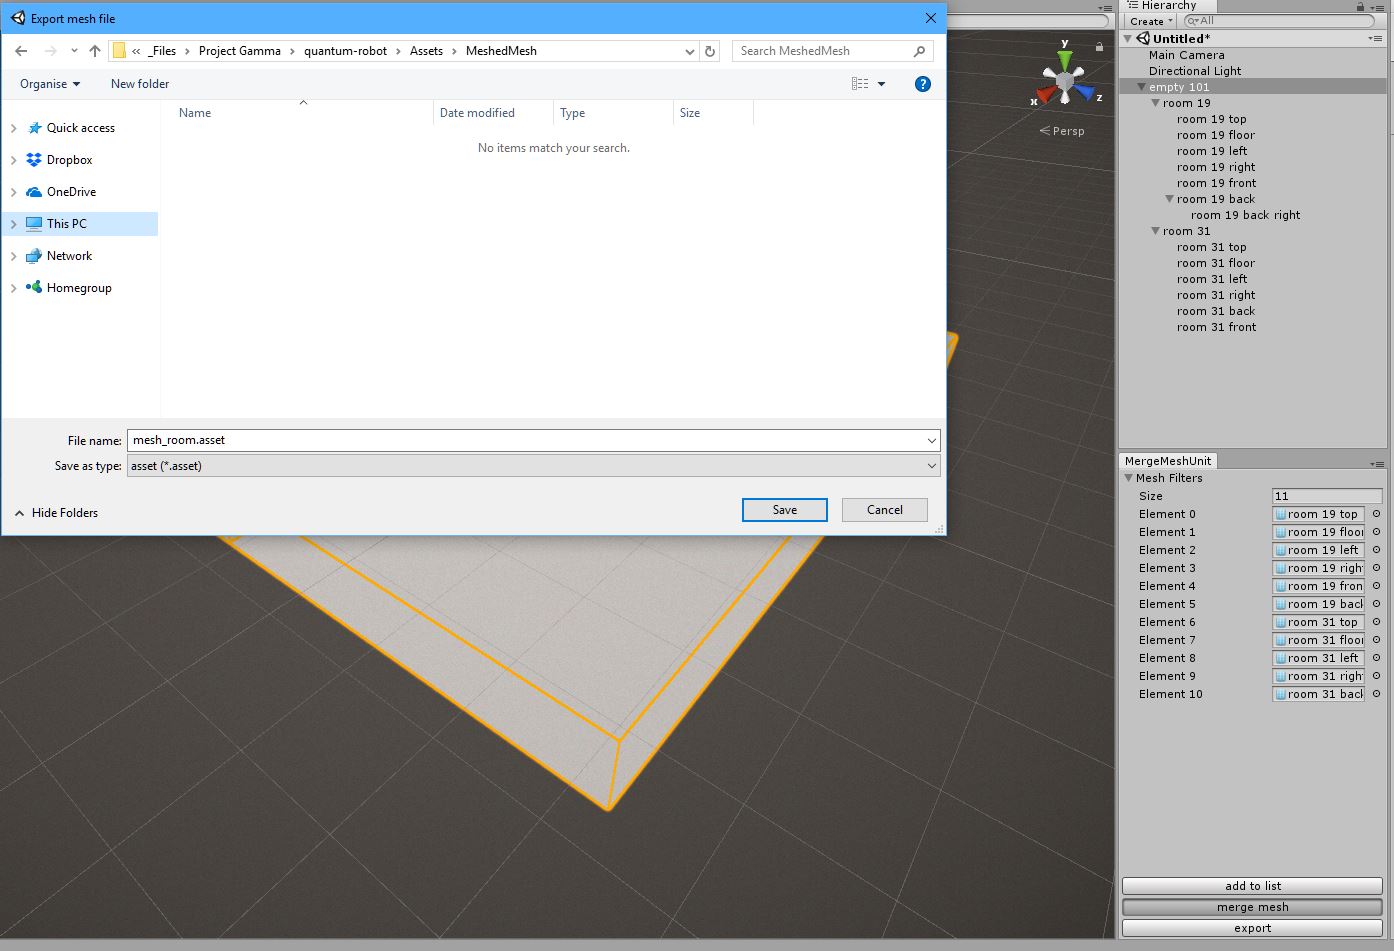 Export mesh file
« _Files > Project Gamma > quantum-robot > Assets > MeshedMesh
Search MeshedMesh
Organise
New folder
Name
Date modified
Type
Size
No items match your search.
Quick access
Dropbox
OneDrive
This PC
Network
Homegroup
File name: mesh_room.asset
Save as type: asset (*.asset)
Hide Folders
Save
Cancel
y
x
z
Persp
Hierarchy
Create
All
Untitled*
Main Camera
Directional Light
empty 101
room 19
room 19 top
room 19 floor
room 19 left
room 19 right
room 19 front
room 19 back
room 19 back right
room 31
room 31 top
room 31 floor
room 31 left
room 31 right
room 31 back
room 31 front
MergeMeshUnit
Mesh Filters
Size 11
Element 0 room 19 top
Element 1 room 19 floor
Element 2 room 19 left
Element 3 room 19 righ
Element 4 room 19 fron
Element 5 room 19 back
Element 6 room 31 top
Element 7 room 31 floor
Element 8 room 31 left
Element 9 room 31 righ
Element 10 room 31 back
add to list
merge mesh
export